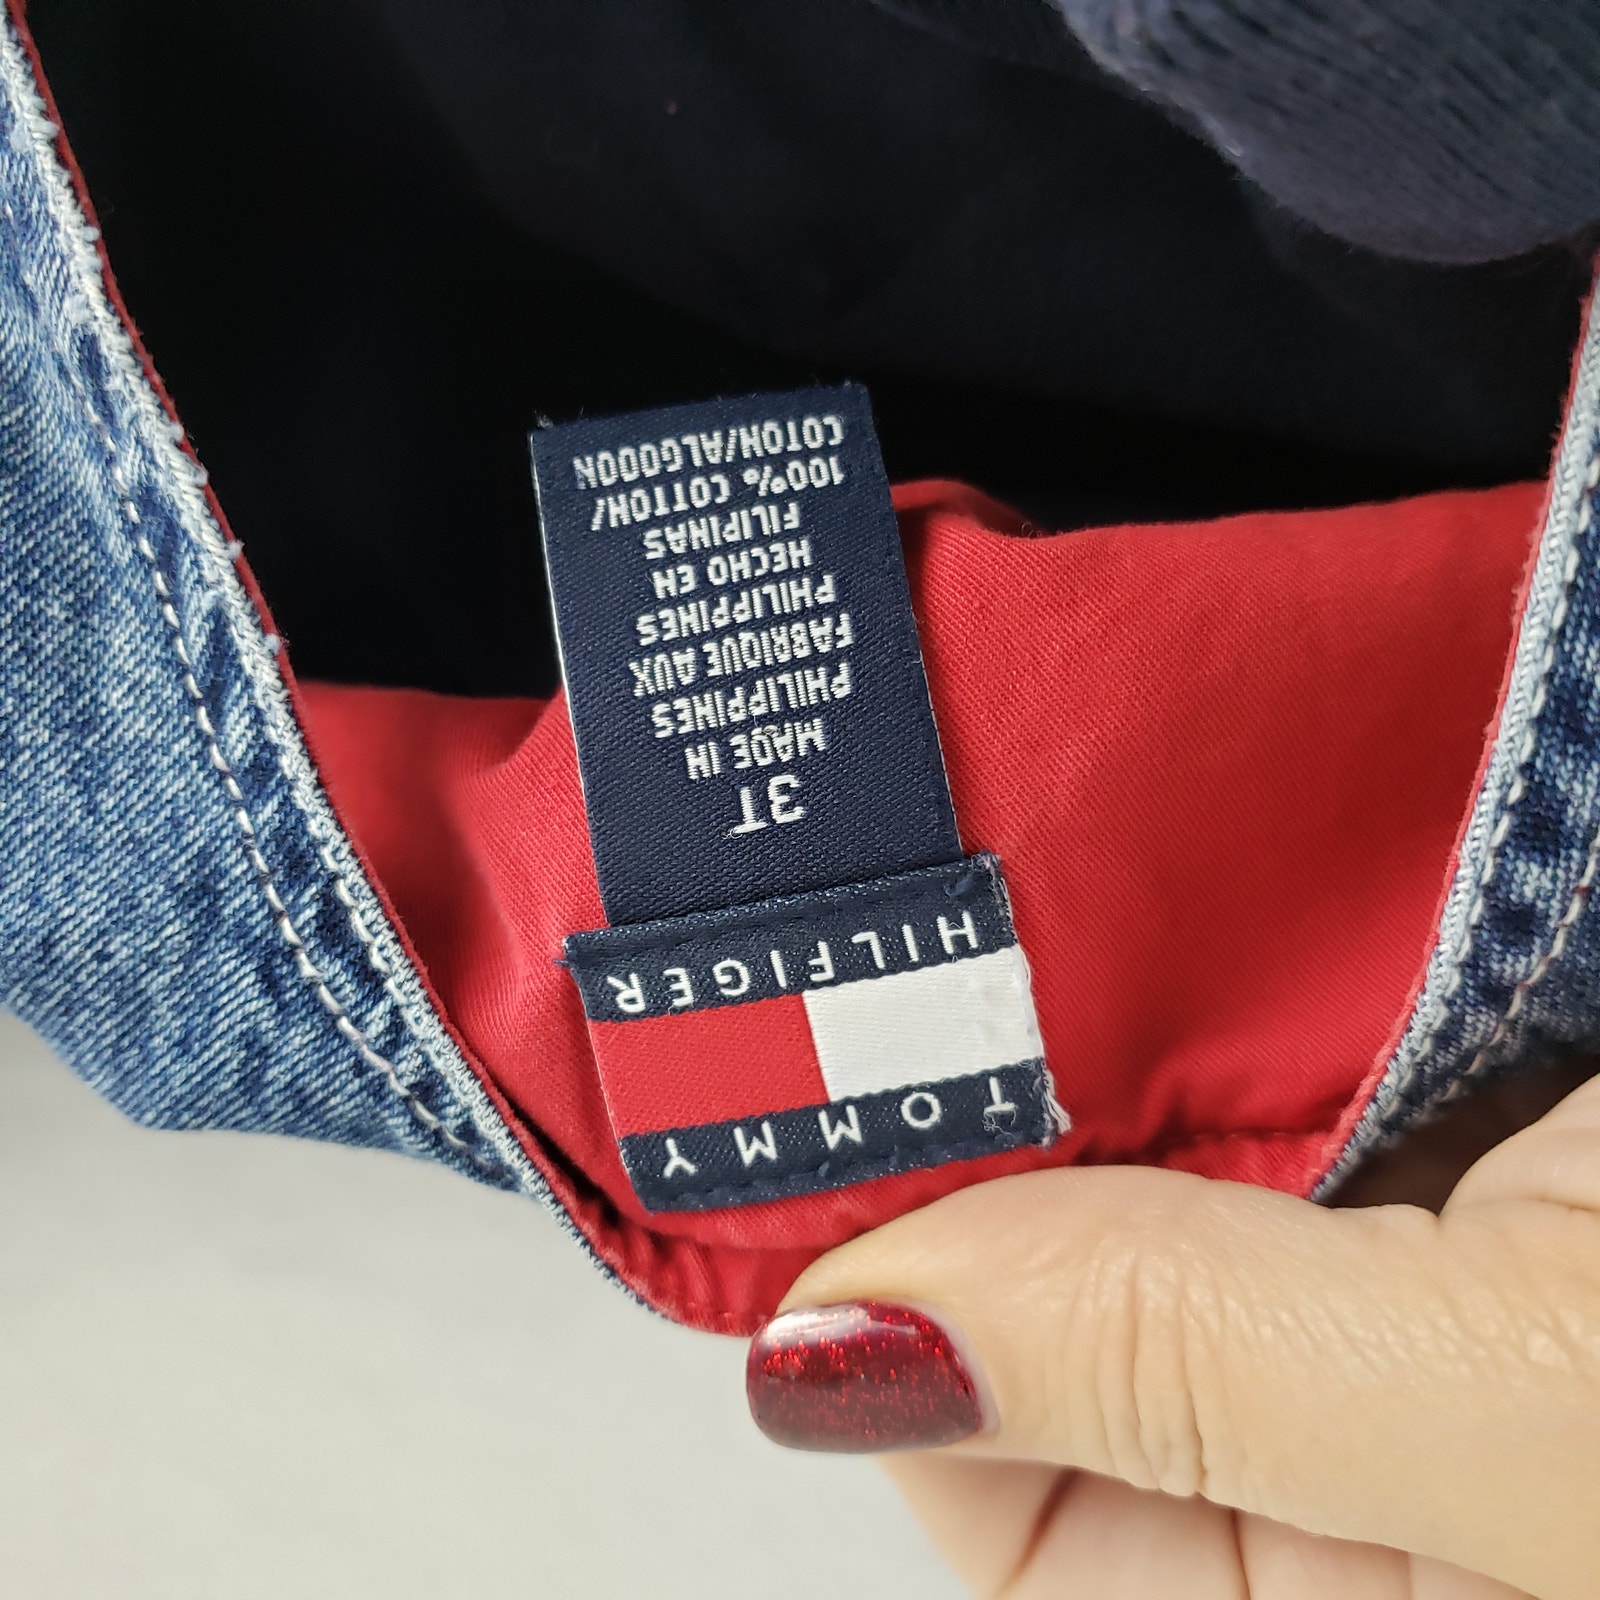 TOMMY
HILFIGER
3T
MADE IN
PHILIPPINES
FABRIQUE AUX
PHILIPPINES
HECHO EN
FILIPINAS
100% COTTON/
COTON/ALGODON